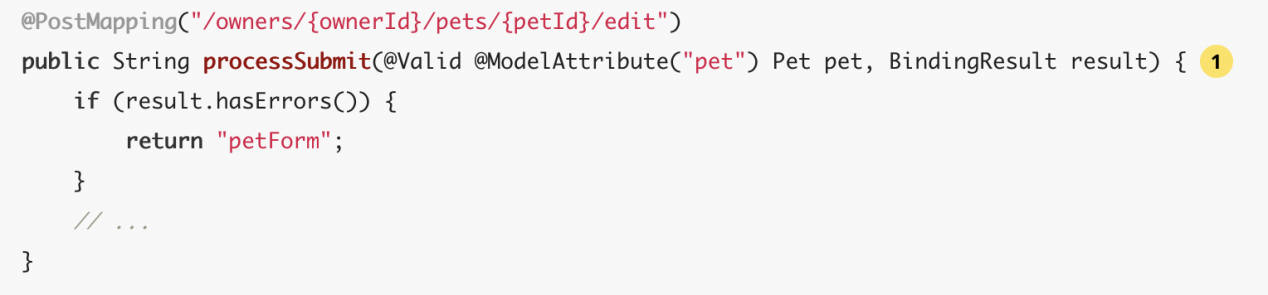 @PostMapping("/owners/{ownerId}/pets/{petId}/edit")
public String processSubmit(@Valid @ModelAttribute("pet") Pet pet, BindingResult result) { 1
    if (result.hasErrors()) {
        return "petForm";
    }
    // ...
}